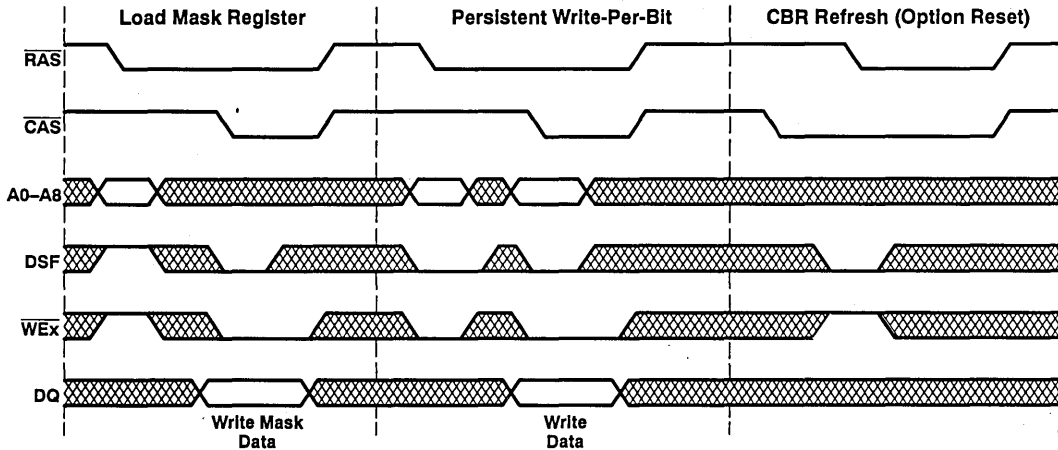 Load Mask Register
Persistent Write-Per-Bit
CBR Refresh (Option Reset)
RAS
CAS
A0–A8
DSF
WEx
DQ
Write Mask
Data
Write
Data